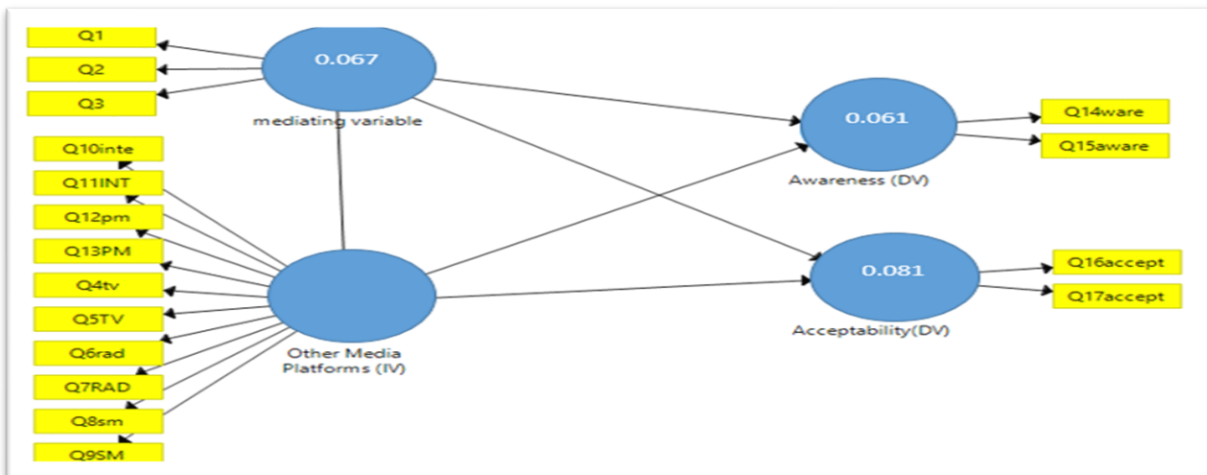 Q1
Q2
Q3
0.067
mediating variable
Q10inte
Q11INT
Q12pm
Q13PM
Q4tv
Q5TV
Q6rad
Q7RAD
Q8sm
Q9SM
Other Media
Platforms (IV)
0.061
Awareness (DV)
Q14ware
Q15aware
0.081
Acceptability(DV)
Q16accept
Q17accept